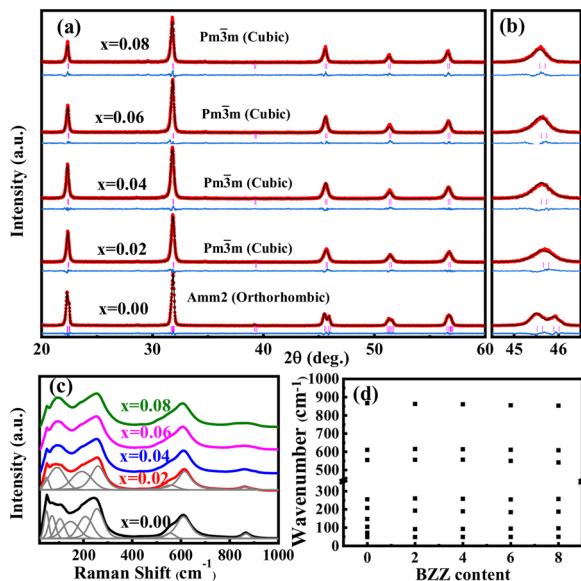 (a)
x=0.08 Pm3̅m (Cubic)
x=0.06 Pm3̅m (Cubic)
x=0.04 Pm3̅m (Cubic)
x=0.02 Pm3̅m (Cubic)
x=0.00 Amm2 (Orthorhombic)
Intensity (a.u.)
20 30 40 50 60
2θ (deg.)
(b)
45 46
(c)
x=0.08
x=0.06
x=0.04
x=0.02
x=0.00
Intensity (a.u.)
200 400 600 800 1000
Raman Shift (cm-1)
(d)
Wavenumber (cm-1)
1000
900
800
700
600
500
300
200
100
0
0 2 4 6 8
BZZ content